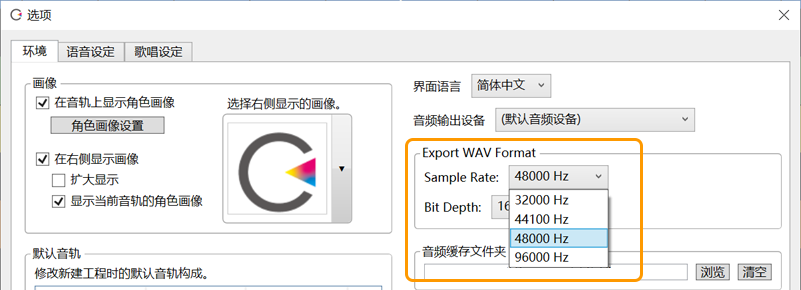 选项
环境
语音设定
歌唱设定
画像
在音轨上显示角色画像
角色画像设置
选择右侧显示的画像。
在右侧显示画像
扩大显示
显示当前音轨的角色画像
默认音轨
修改新建工程时的默认音轨构成。
界面语言
简体中文
音频输出设备
(默认音频设备)
Export WAV Format
Sample Rate:
48000 Hz
32000 Hz
44100 Hz
48000 Hz
96000 Hz
Bit Depth:
16
音频缓存文件夹
浏览
清空